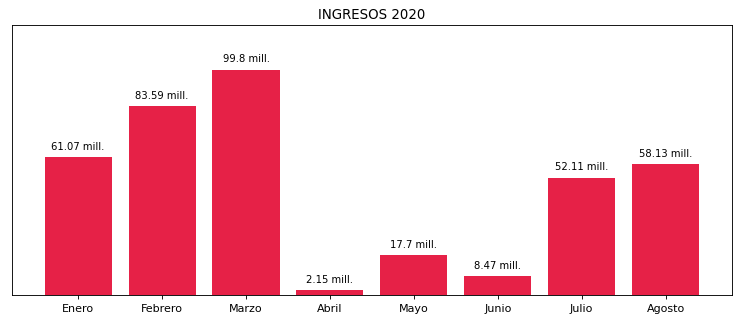 INGRESOS 2020
61.07 mill.
83.59 mill.
99.8 mill.
2.15 mill.
17.7 mill.
8.47 mill.
52.11 mill.
58.13 mill.
Enero
Febrero
Marzo
Abril
Mayo
Junio
Julio
Agosto